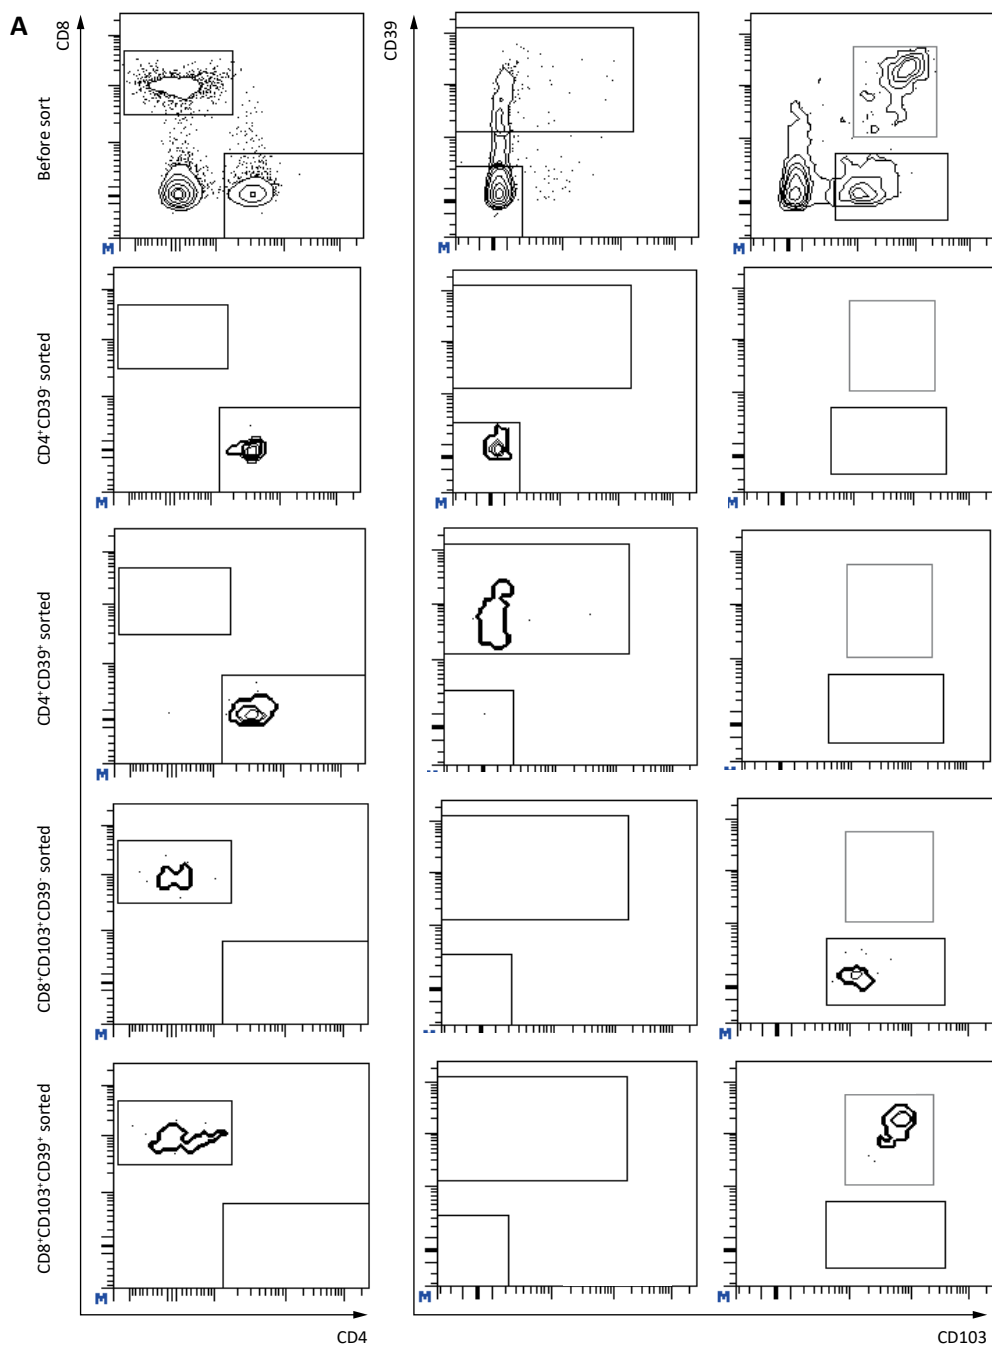 A
CD8
CD39
Before sort
M
M
M
CD4⁺CD39⁻ sorted
M
M
M
CD4⁺CD39⁺ sorted
M
CD8⁺CD103⁺CD39⁻ sorted
M
M
CD8⁺CD103⁺CD39⁺ sorted
M
M
M
CD4
CD103